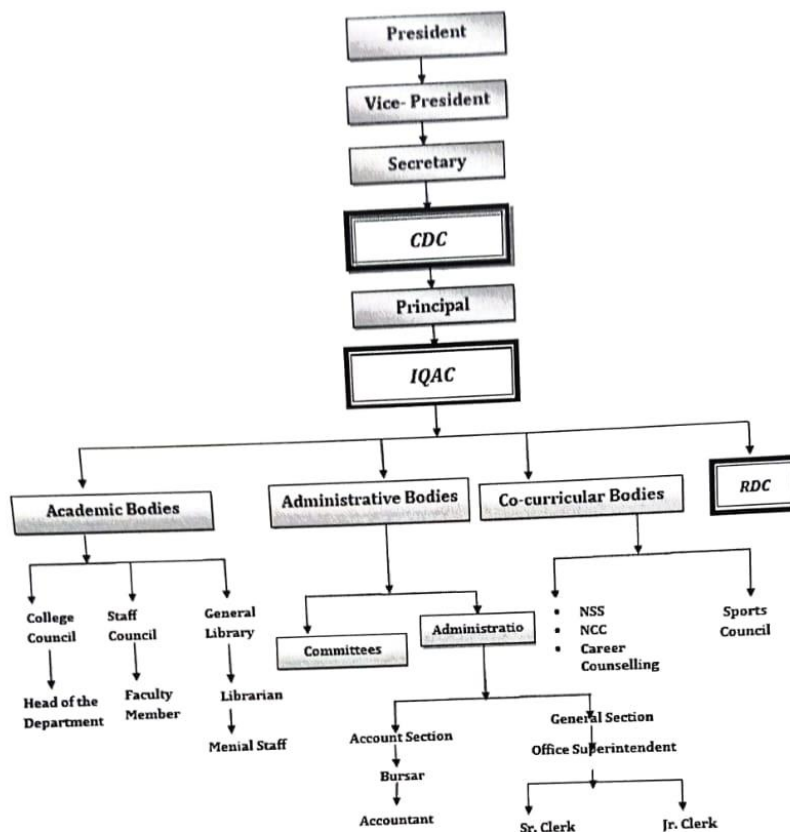 President
Vice- President
Secretary
CDC
Principal
IQAC
Academic Bodies
Administrative Bodies
Co-curricular Bodies
RDC
College
Council
Head of the
Department
Staff
Council
Faculty
Member
General
Library
Librarian
Menial Staff
Committees
Administratio
Account Section
Bursar
Accountant
General Section
Office Superintendent
Sr. Clerk
Jr. Clerk
▪ NSS
▪ NCC
▪ Career
Counselling
Sports
Council